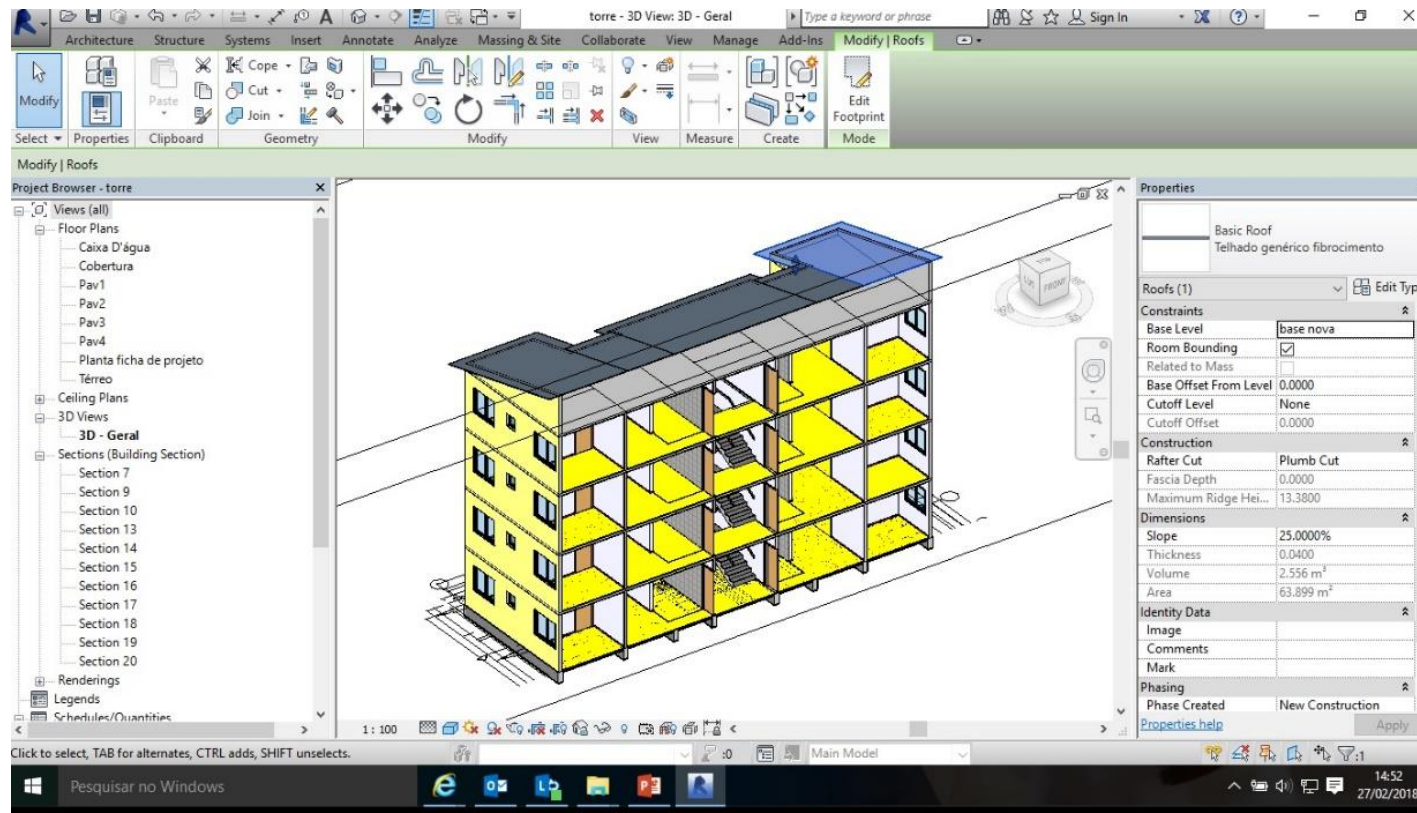 torre - 3D View: 3D - Geral
Type a keyword or phrase
Sign In
Architecture Structure Systems Insert Annotate Analyze Massing & Site Collaborate View Manage Add-Ins Modify | Roofs
Modify
Paste
Cope
Cut
Join
Edit
Footprint
Select Properties Clipboard Geometry Modify View Measure Create Mode
Modify | Roofs
Project Browser - torre
Views (all)
Floor Plans
Caixa D'água
Cobertura
Pav1
Pav2
Pav3
Pav4
Planta ficha de projeto
Térreo
Ceiling Plans
3D Views
3D - Geral
Sections (Building Section)
Section 7
Section 9
Section 10
Section 13
Section 14
Section 15
Section 16
Section 17
Section 18
Section 19
Section 20
Renderings
Legends
Schedules/Quantities
FRONT
Properties
Basic Roof
Telhado genérico fibrocimento
Roofs (1) Edit Typ
Constraints
Base Level base nova
Room Bounding
Related to Mass
Base Offset From Level 0.0000
Cutoff Level None
Cutoff Offset 0.0000
Construction
Rafter Cut Plumb Cut
Fascia Depth 0.0000
Maximum Ridge Hei... 13.3800
Dimensions
Slope 25.0000%
Thickness 0.0400
Volume 2.556 m³
Area 63.899 m²
Identity Data
Image
Comments
Mark
Phasing
Phase Created New Construction
Properties help Apply
1 : 100
Click to select, TAB for alternates, CTRL adds, SHIFT unselects.
:0
Main Model
:1
Pesquisar no Windows
14:52
27/02/2018